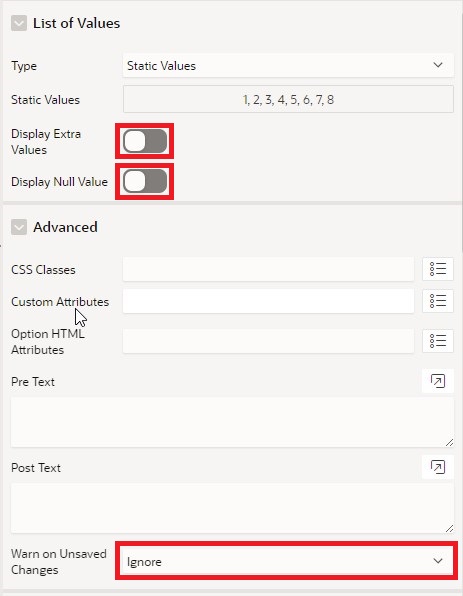 List of Values
Type
Static Values
Static Values
1, 2, 3, 4, 5, 6, 7, 8
Display Extra
Values
Display Null Value
Advanced
CSS Classes
Custom Attributes
Option HTML
Attributes
Pre Text
Post Text
Warn on Unsaved
Changes
Ignore